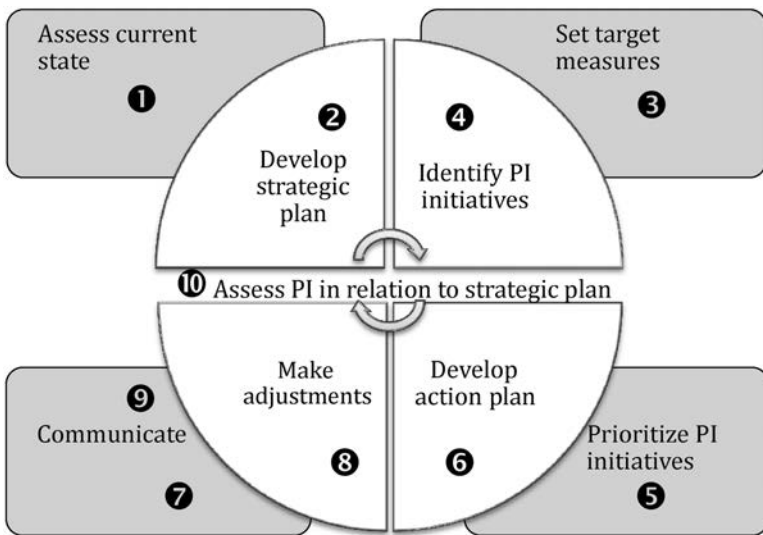 Assess current
state
❶
Set target
measures
❸
❷
Develop
strategic
plan
❹
Identify PI
initiatives
❿ Assess PI in relation to strategic plan
Make
adjustments
❽
Develop
action plan
❻
❾
Communicate
❼
Prioritize PI
initiatives
❺